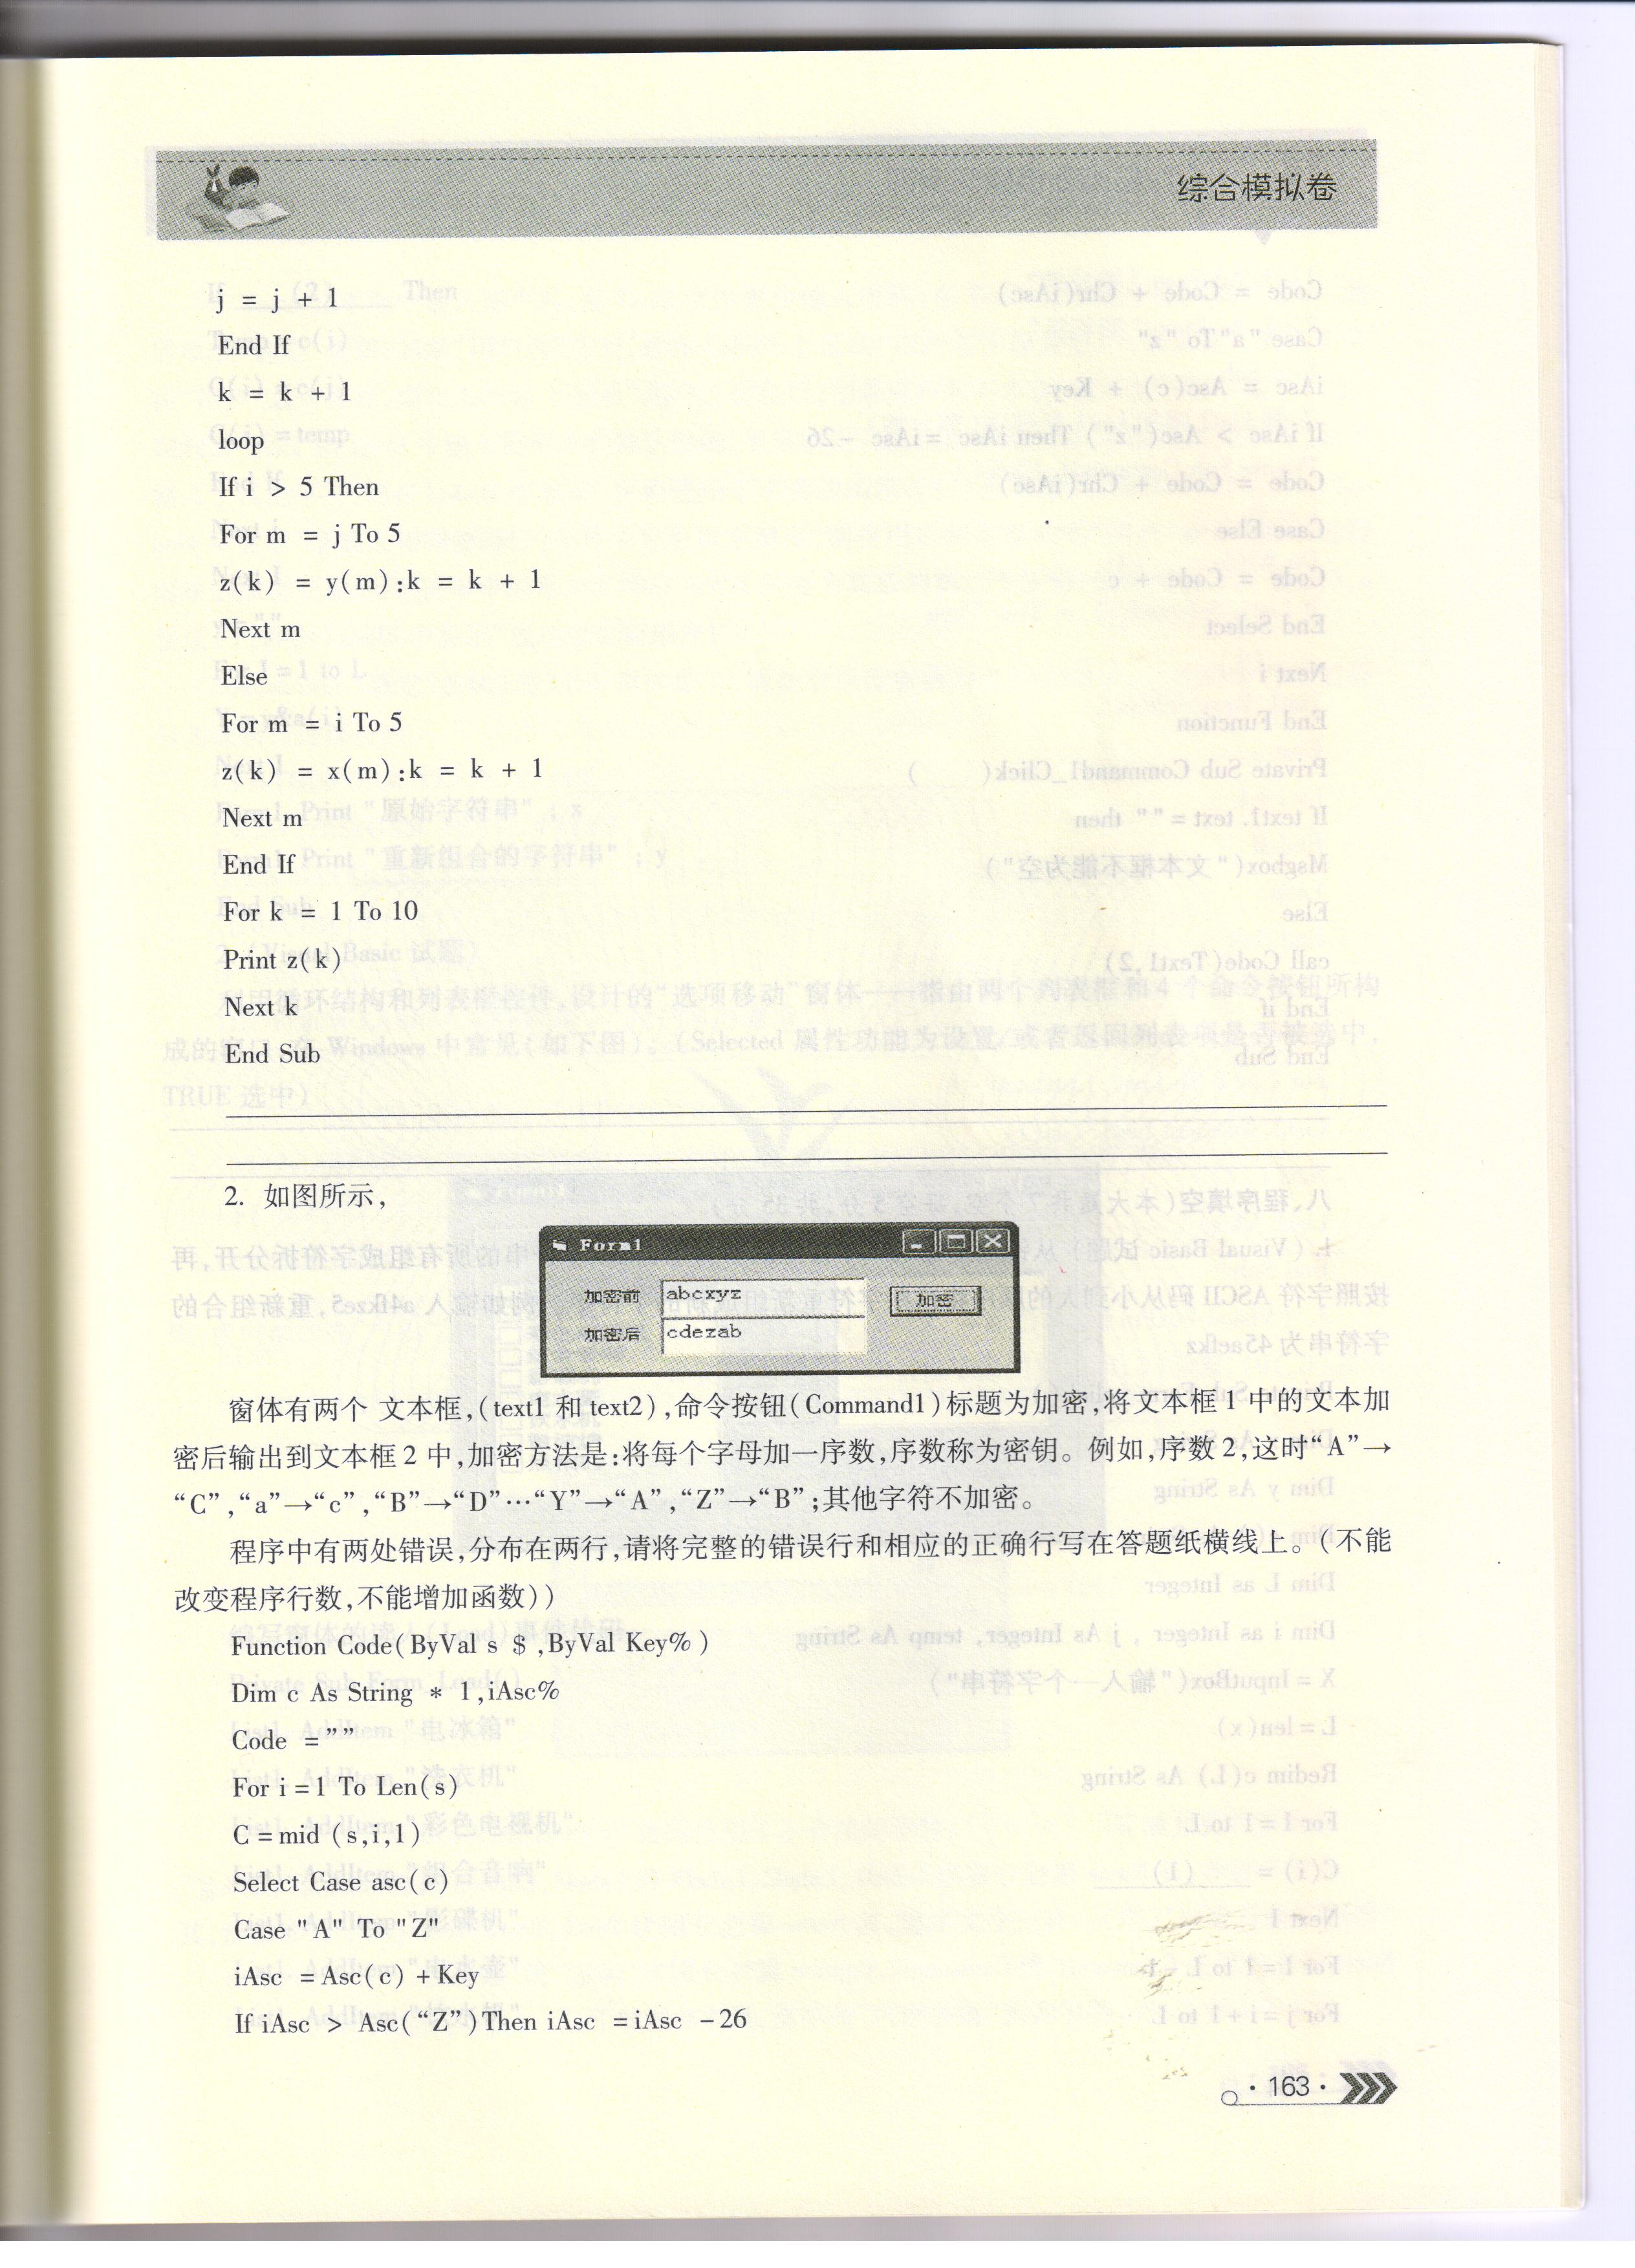 综合模拟卷
j = j + 1
End If
k = k + 1
loop
If i > 5 Then
For m = j To 5
z(k) = y(m):k = k + 1
Next m
Else
For m = i To 5
z(k) = x(m):k = k + 1
Next m
End If
For k = 1 To 10
Print z(k)
Next k
End Sub
2. 如图所示,
Form1
加密前 abcxyz 加密
加密后 cdezab
窗体有两个 文本框,(text1 和 text2),命令按钮(Command1)标题为加密,将文本框 1 中的文本加
密后输出到文本框 2 中,加密方法是:将每个字母加一序数,序数称为密钥。例如,序数 2,这时“A”→
“C”,“a”→“c”,“B”→“D”…“Y”→“A”,“Z”→“B”;其他字符不加密。
程序中有两处错误,分布在两行,请将完整的错误行和相应的正确行写在答题纸横线上。(不能
改变程序行数,不能增加函数))
Function Code(ByVal s $ ,ByVal Key% )
Dim c As String * 1,iAsc%
Code = ” ”
For i = 1 To Len(s)
C = mid (s,i,1)
Select Case asc(c)
Case "A" To "Z"
iAsc = Asc(c) + Key
If iAsc > Asc(“Z”)Then iAsc = iAsc - 26
· 163 ·